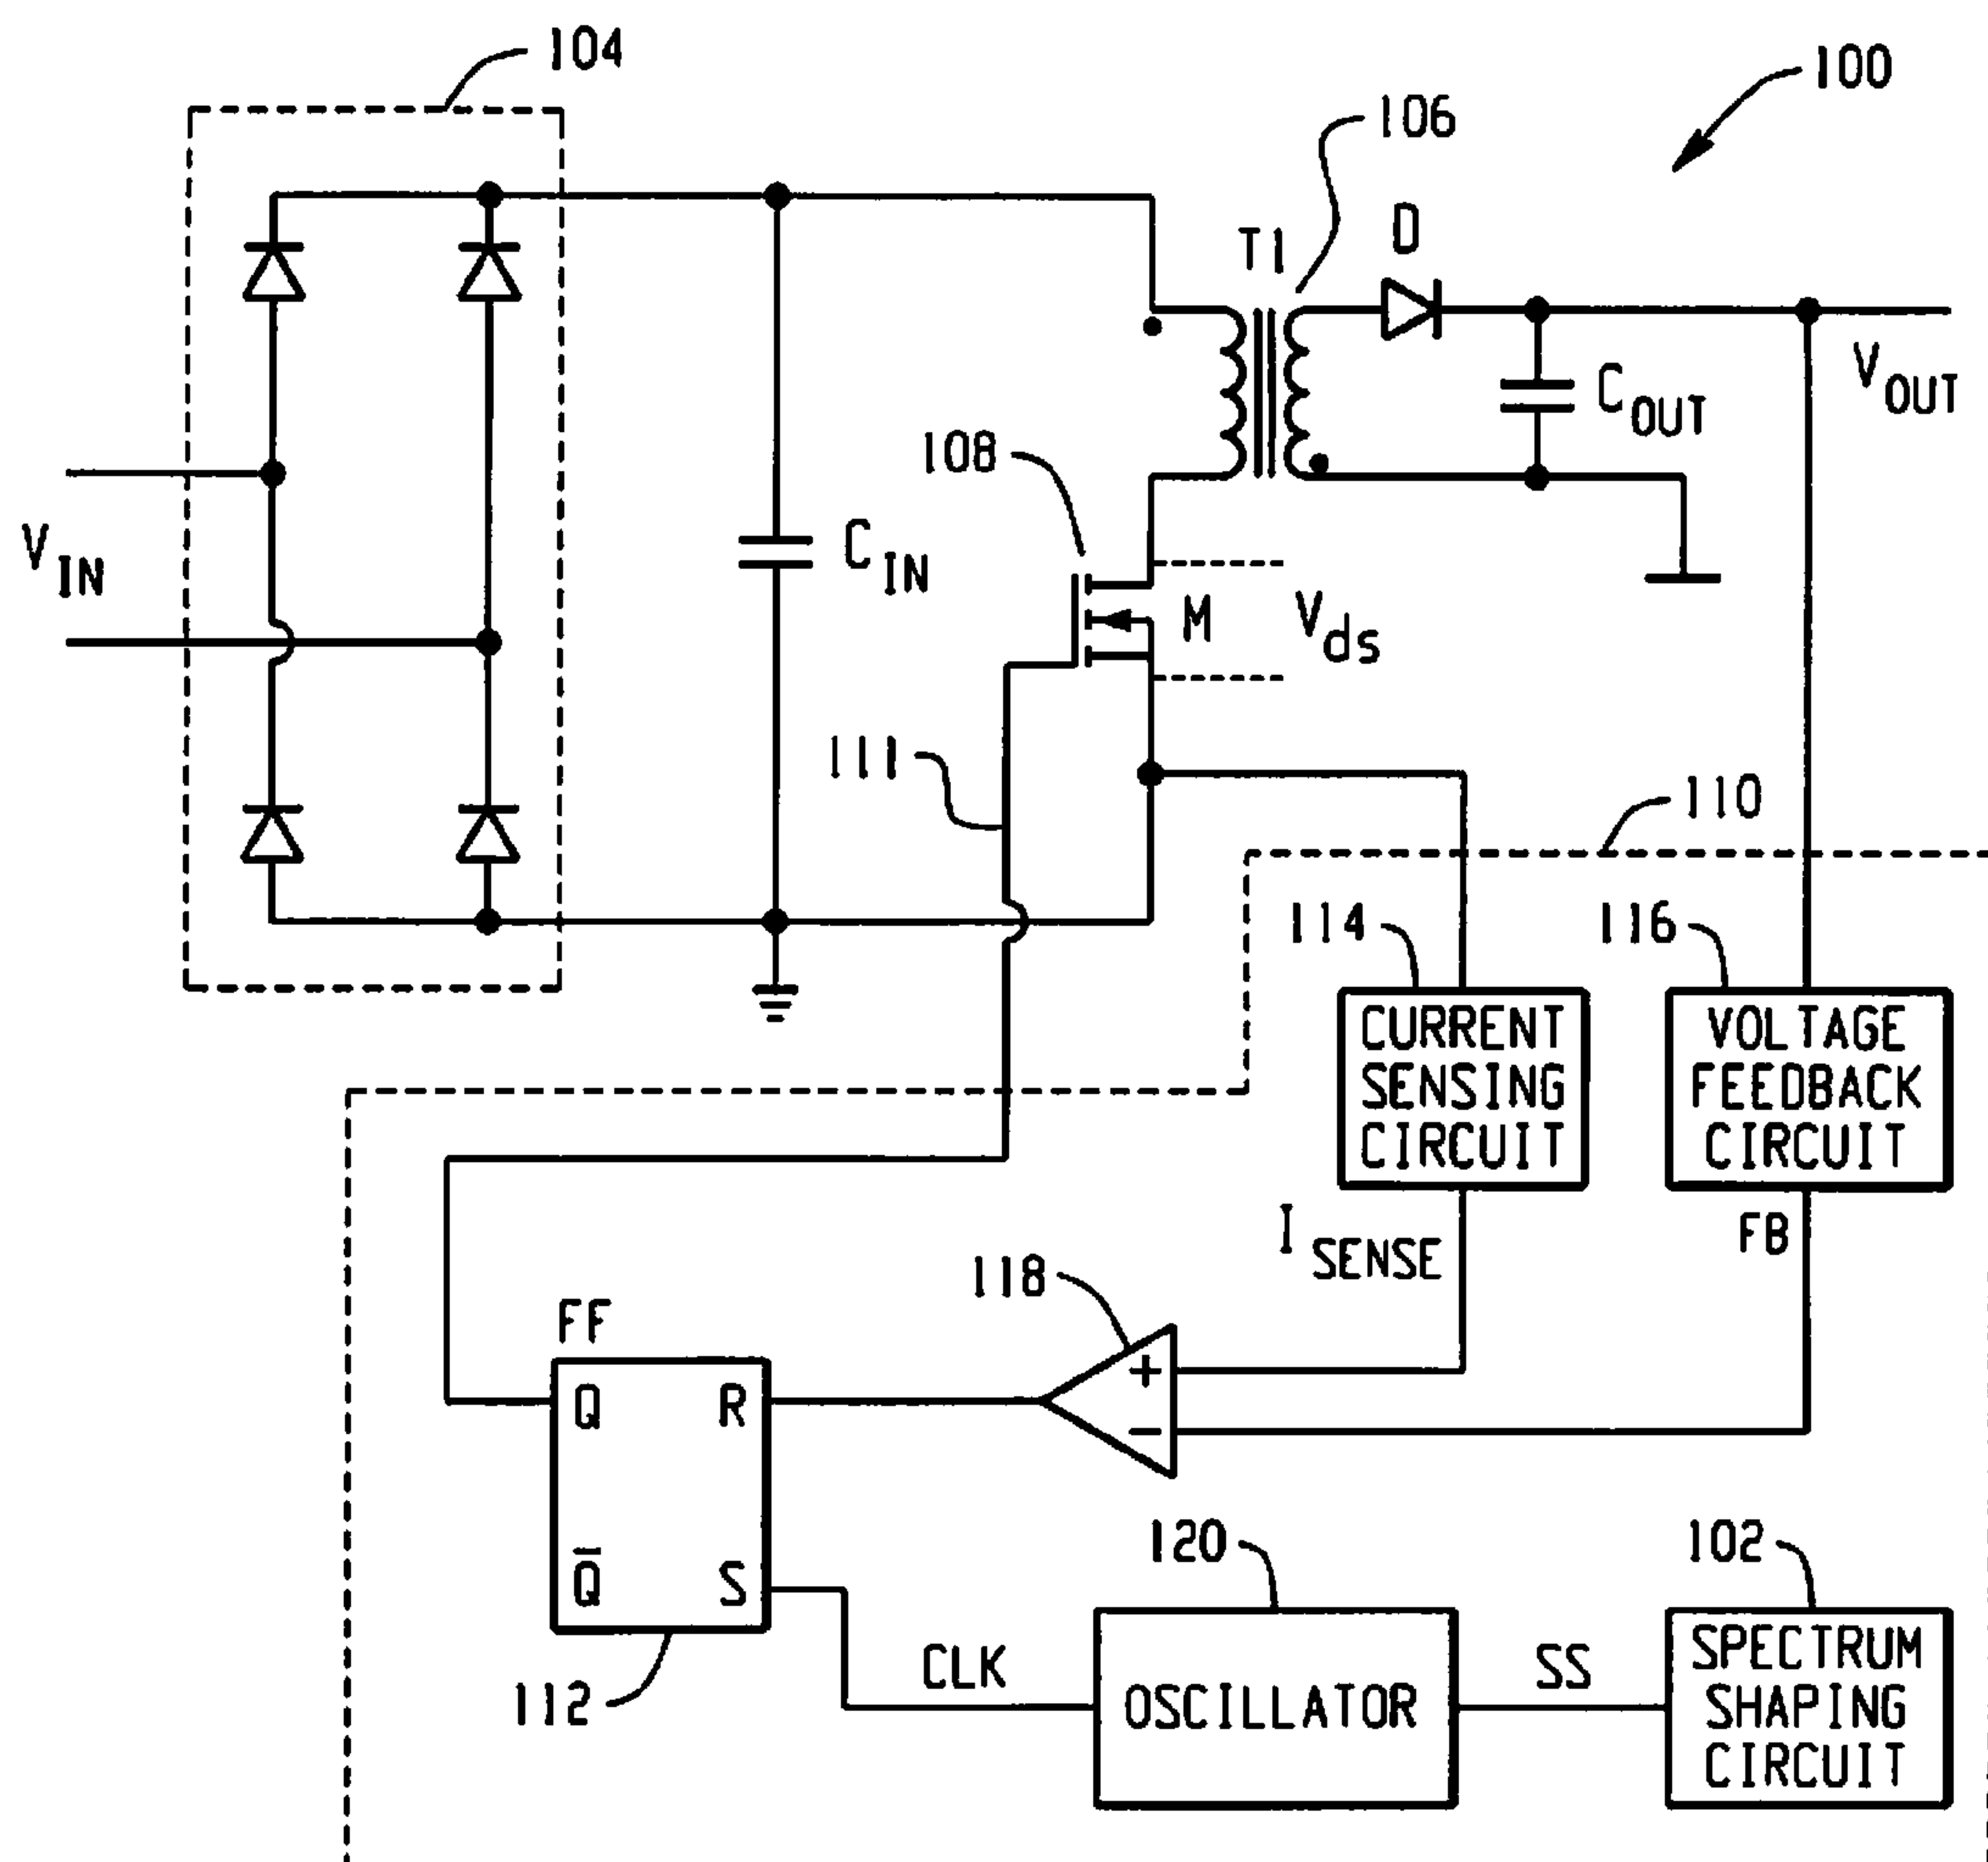 104
100
106
T1
D
V OUT
C OUT
108
V IN
C IN
M
V ds
111
110
114
116
CURRENT
SENSING
CIRCUIT
VOLTAGE
FEEDBACK
CIRCUIT
I SENSE
FB
118
FF
+
−
Q
R
Q̅
S
120
102
CLK
OSCILLATOR
SS
SPECTRUM
SHAPING
CIRCUIT
112